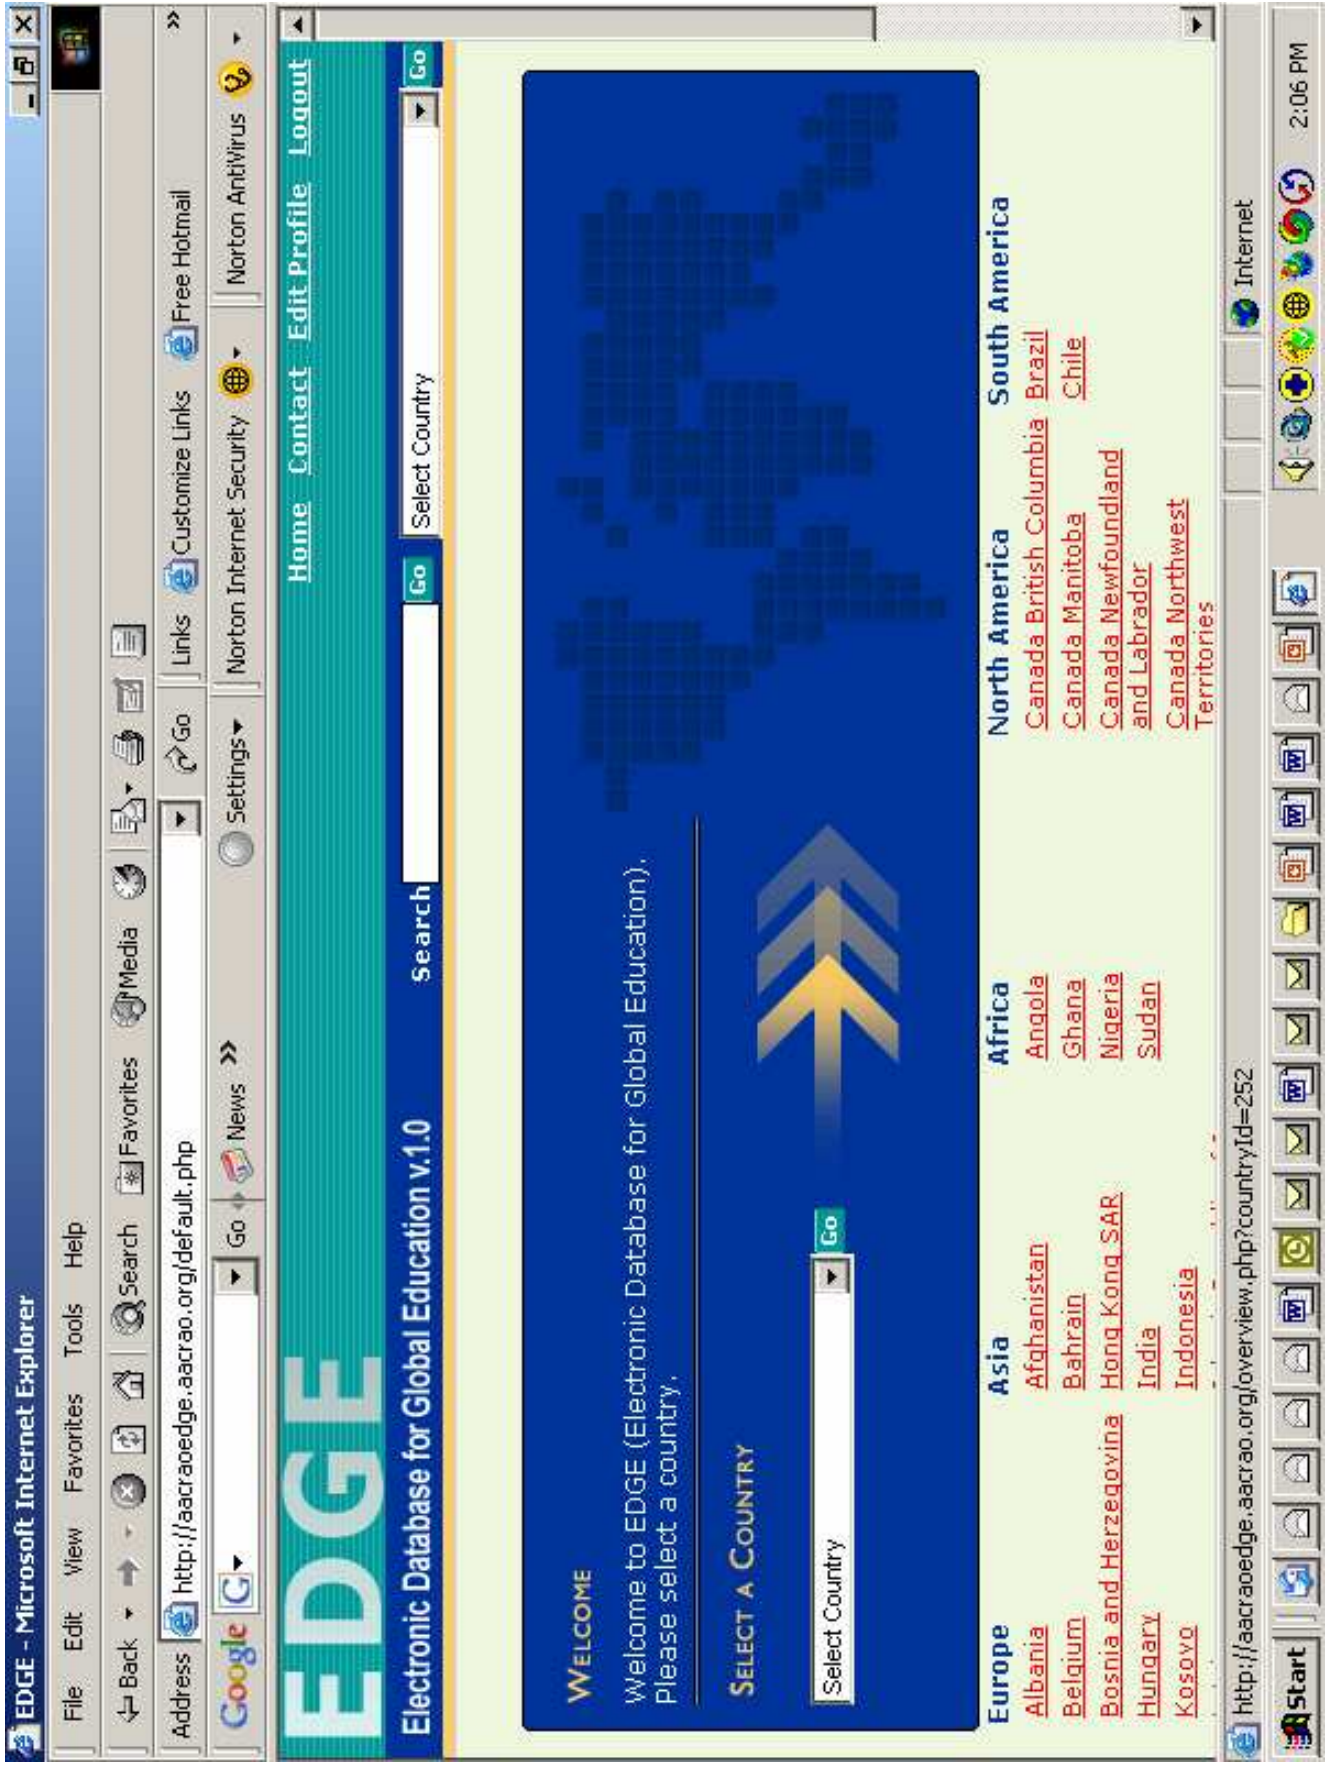 EDGE - Microsoft Internet Explorer
File Edit View Favorites Tools Help
Back Search Favorites Media
Address http://aacraoedge.aacrao.org/default.php Go Links Customize Links Free Hotmail »
Google G Go News » Settings Norton Internet Security Norton AntiVirus
EDGE
Home Contact Edit Profile Logout
Electronic Database for Global Education v.1.0 Search Go Select Country Go
WELCOME
Welcome to EDGE (Electronic Database for Global Education).
Please select a country.
SELECT A COUNTRY
Select Country Go
Europe
Albania
Belgium
Bosnia and Herzegovina
Hungary
Kosovo
Asia
Afghanistan
Bahrain
Hong Kong SAR
India
Indonesia
Africa
Angola
Ghana
Nigeria
Sudan
North America
Canada British Columbia
Canada Manitoba
Canada Newfoundland
and Labrador
Canada Northwest
Territories
South America
Brazil
Chile
http://aacraoedge.aacrao.org/overview.php?countryId=252 Internet
Start 2:06 PM